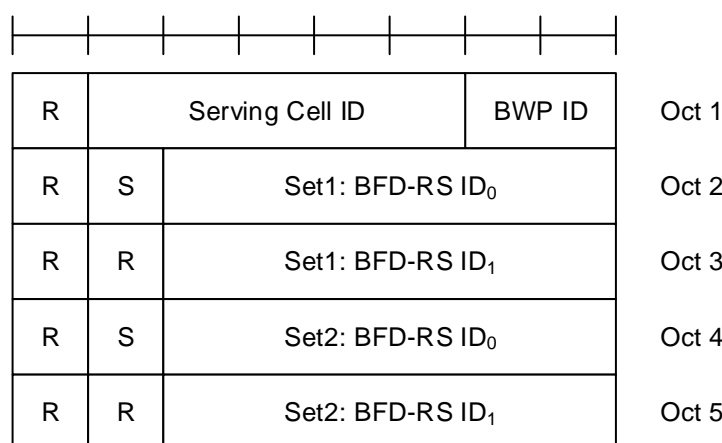 R Serving Cell ID BWP ID Oct 1
R S Set1: BFD-RS ID₀ Oct 2
R R Set1: BFD-RS ID₁ Oct 3
R S Set2: BFD-RS ID₀ Oct 4
R R Set2: BFD-RS ID₁ Oct 5